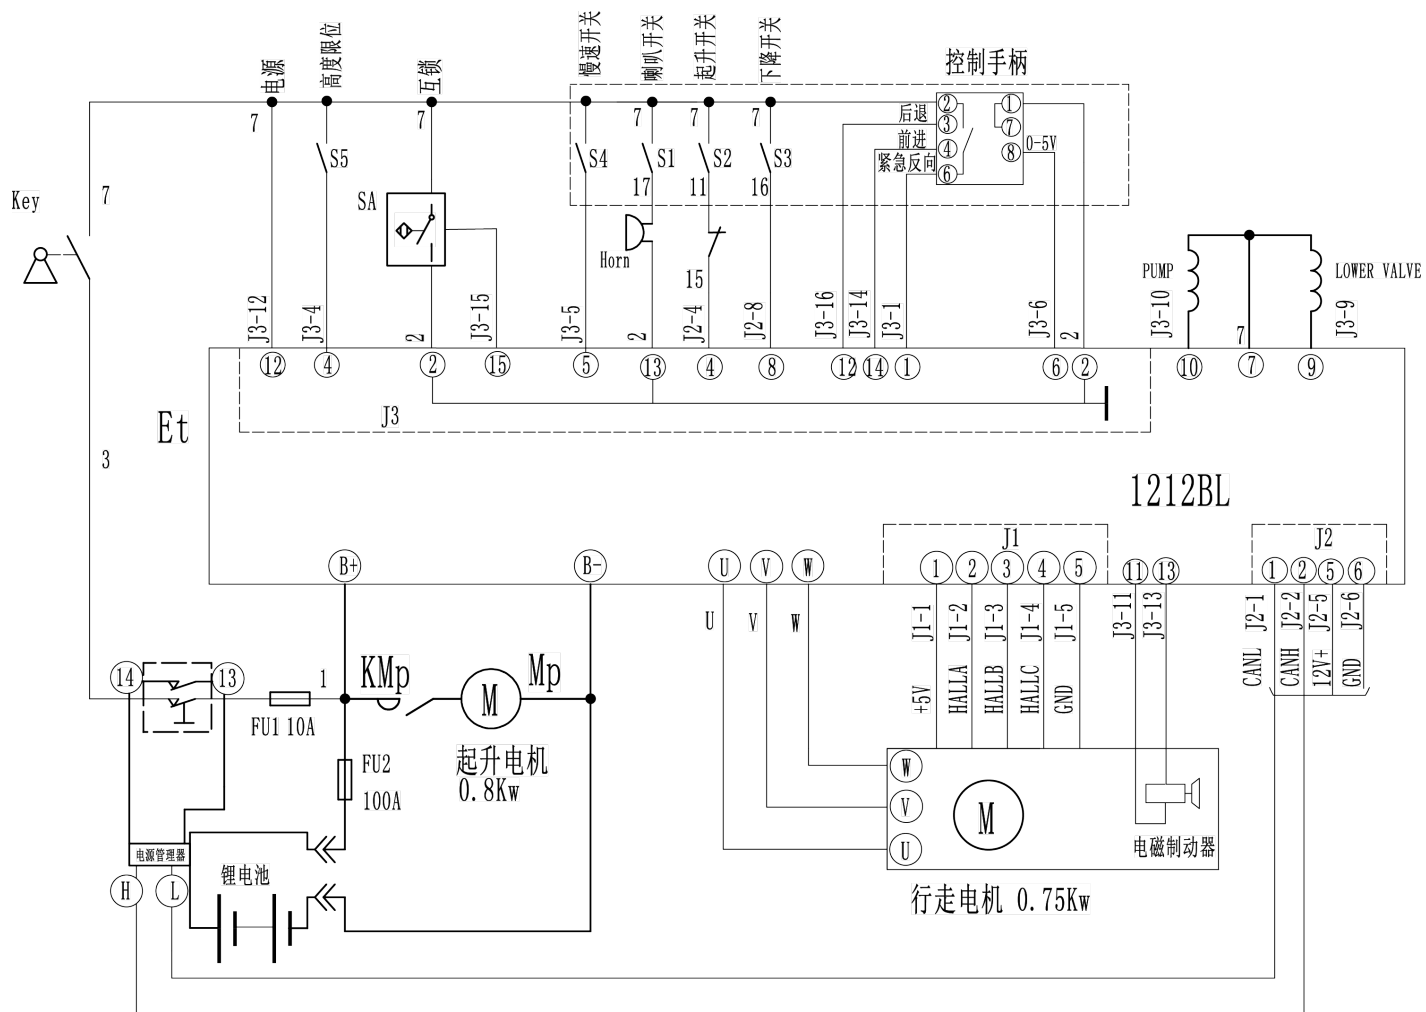 电源
高度限位
互锁
慢速开关
喇叭开关
起升开关
下降开关
控制手柄
7
7
7
7
7
2
3
4
6
1
7
8
后退
前进
紧急反向
0-5V
S5
S4
S1
S2
S3
17
11
16
Key
7
SA
Horn
15
PUMP
LOWER VALVE
J3-12
J3-4
2
J3-15
J3-5
2
J2-4
J2-8
J3-16
J3-14
J3-1
J3-6
2
J3-10
7
J3-9
12
4
2
15
5
13
4
8
12
14
1
6
2
10
7
9
J3
Et
3
1212BL
J1
J2
B+
B-
U
V
W
1
2
3
4
5
11
13
1
2
5
6
U
V
W
J1-1
J1-2
J1-3
J1-4
J1-5
J3-11
J3-13
J2-1
J2-2
J2-5
J2-6
+5V
HALLA
HALLB
HALLC
GND
CANL
CANH
12V+
GND
14
13
1
KMp
M
Mp
FU1 10A
起升电机
0.8Kw
FU2
100A
W
V
U
M
电磁制动器
电源管理器
H
L
锂电池
行走电机 0.75Kw